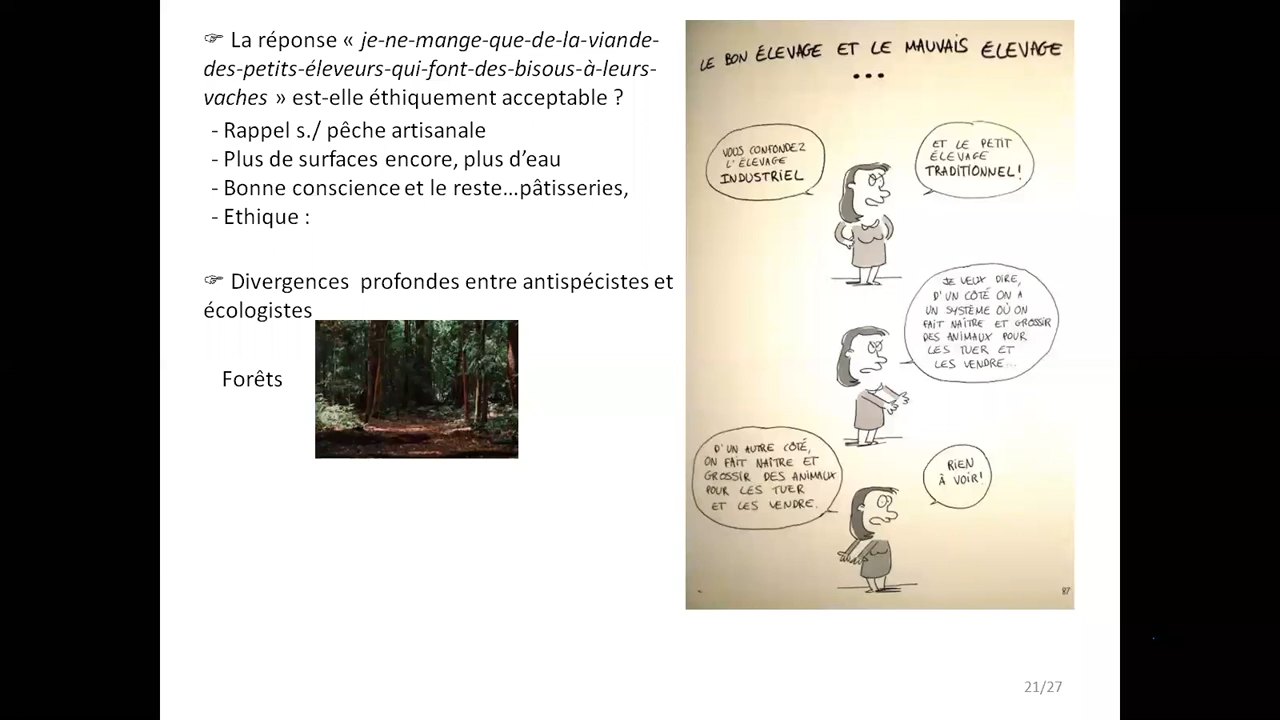 ☞ La réponse « je-ne-mange-que-de-la-viande-
des-petits-éleveurs-qui-font-des-bisous-à-leurs-
vaches » est-elle éthiquement acceptable ?
- Rappel s./ pêche artisanale
- Plus de surfaces encore, plus d’eau
- Bonne conscience et le reste…pâtisseries,
- Ethique :
☞ Divergences profondes entre antispécistes et
écologistes
Forêts
LE BON ÉLEVAGE ET LE MAUVAIS ÉLEVAGE
...
VOUS CONFONDEZ
L'ÉLEVAGE
INDUSTRIEL
ET LE PETIT
ÉLEVAGE
TRADITIONNEL !
JE VEUX DIRE,
D'UN CÔTÉ ON A
UN SYSTÈME OÙ ON
FAIT NAÎTRE ET GROSSIR
DES ANIMAUX POUR
LES TUER ET
LES VENDRE...
D'UN AUTRE CÔTÉ,
ON FAIT NAÎTRE ET
GROSSIR DES ANIMAUX
POUR LES TUER
ET LES VENDRE.
RIEN
À VOIR !
87
21/27